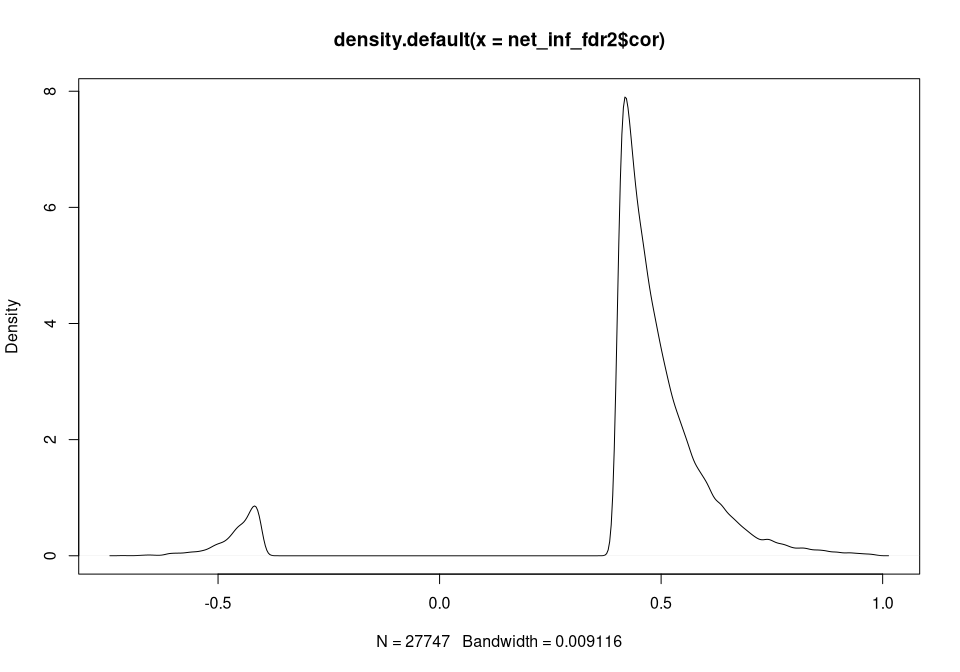 density.default(x = net_inf_fdr2$cor)
8
6
4
2
0
Density
-0.5 0.0 0.5 1.0
N = 27747 Bandwidth = 0.009116